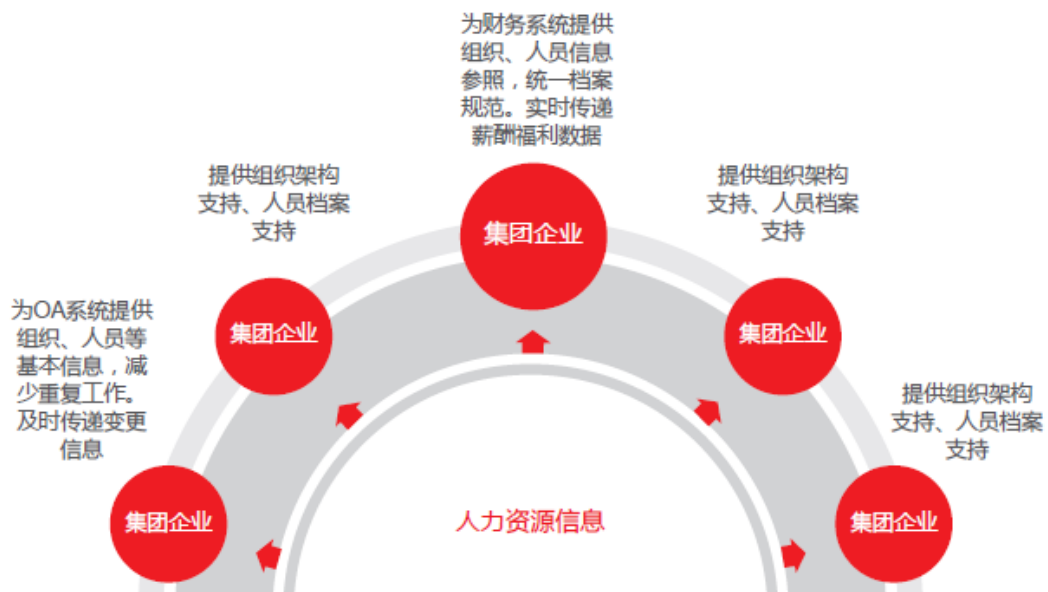 为财务系统提供
组织、人员信息
参照，统一档案
规范。实时传递
薪酬福利数据
提供组织架构
支持、人员档案
支持
提供组织架构
支持、人员档案
支持
集团企业
为OA系统提供
组织、人员等
基本信息，减
少重复工作。
及时传递变更
信息
集团企业
集团企业
提供组织架构
支持、人员档案
支持
集团企业
人力资源信息
集团企业